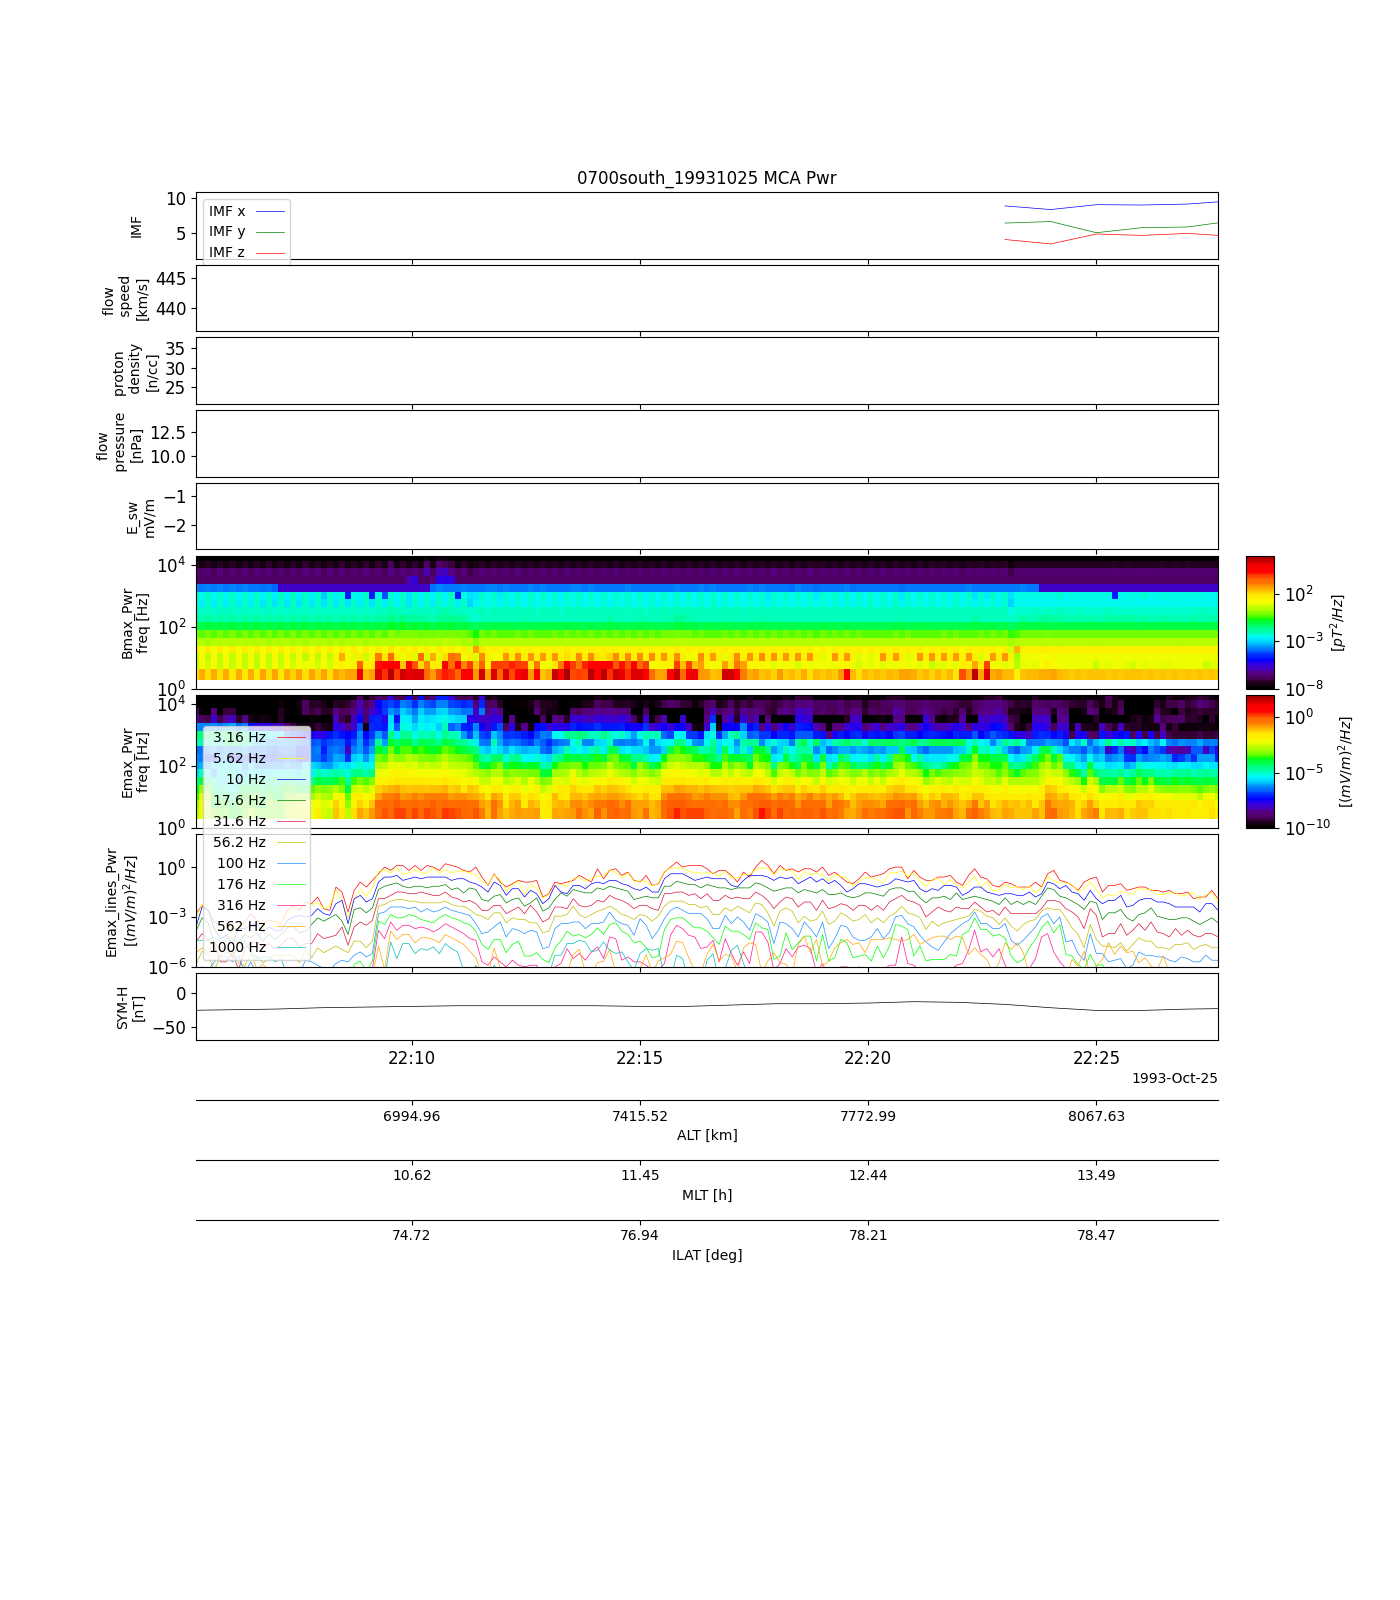 0700south_19931025 MCA Pwr
10
5
IMF
IMF x
IMF y
IMF z
445
440
flow
speed
[km/s]
35
30
25
proton
density
[n/cc]
12.5
10.0
flow
pressure
[nPa]
−1
−2
E_sw
mV/m
10^4
10^2
10^0
Bmax_Pwr
freq [Hz]
10^2
10^−3
10^−8
[pT^2/Hz]
10^4
10^2
10^0
Emax_Pwr
freq [Hz]
10^0
10^−5
10^−10
[(mV/m)^2/Hz]
3.16 Hz
5.62 Hz
10 Hz
17.6 Hz
31.6 Hz
56.2 Hz
100 Hz
176 Hz
316 Hz
562 Hz
1000 Hz
10^0
10^−3
10^−6
Emax_lines_Pwr
[(mV/m)^2/Hz]
0
−50
SYM-H
[nT]
22:10 22:15 22:20 22:25
1993-Oct-25
6994.96 7415.52 7772.99 8067.63
ALT [km]
10.62 11.45 12.44 13.49
MLT [h]
74.72 76.94 78.21 78.47
ILAT [deg]